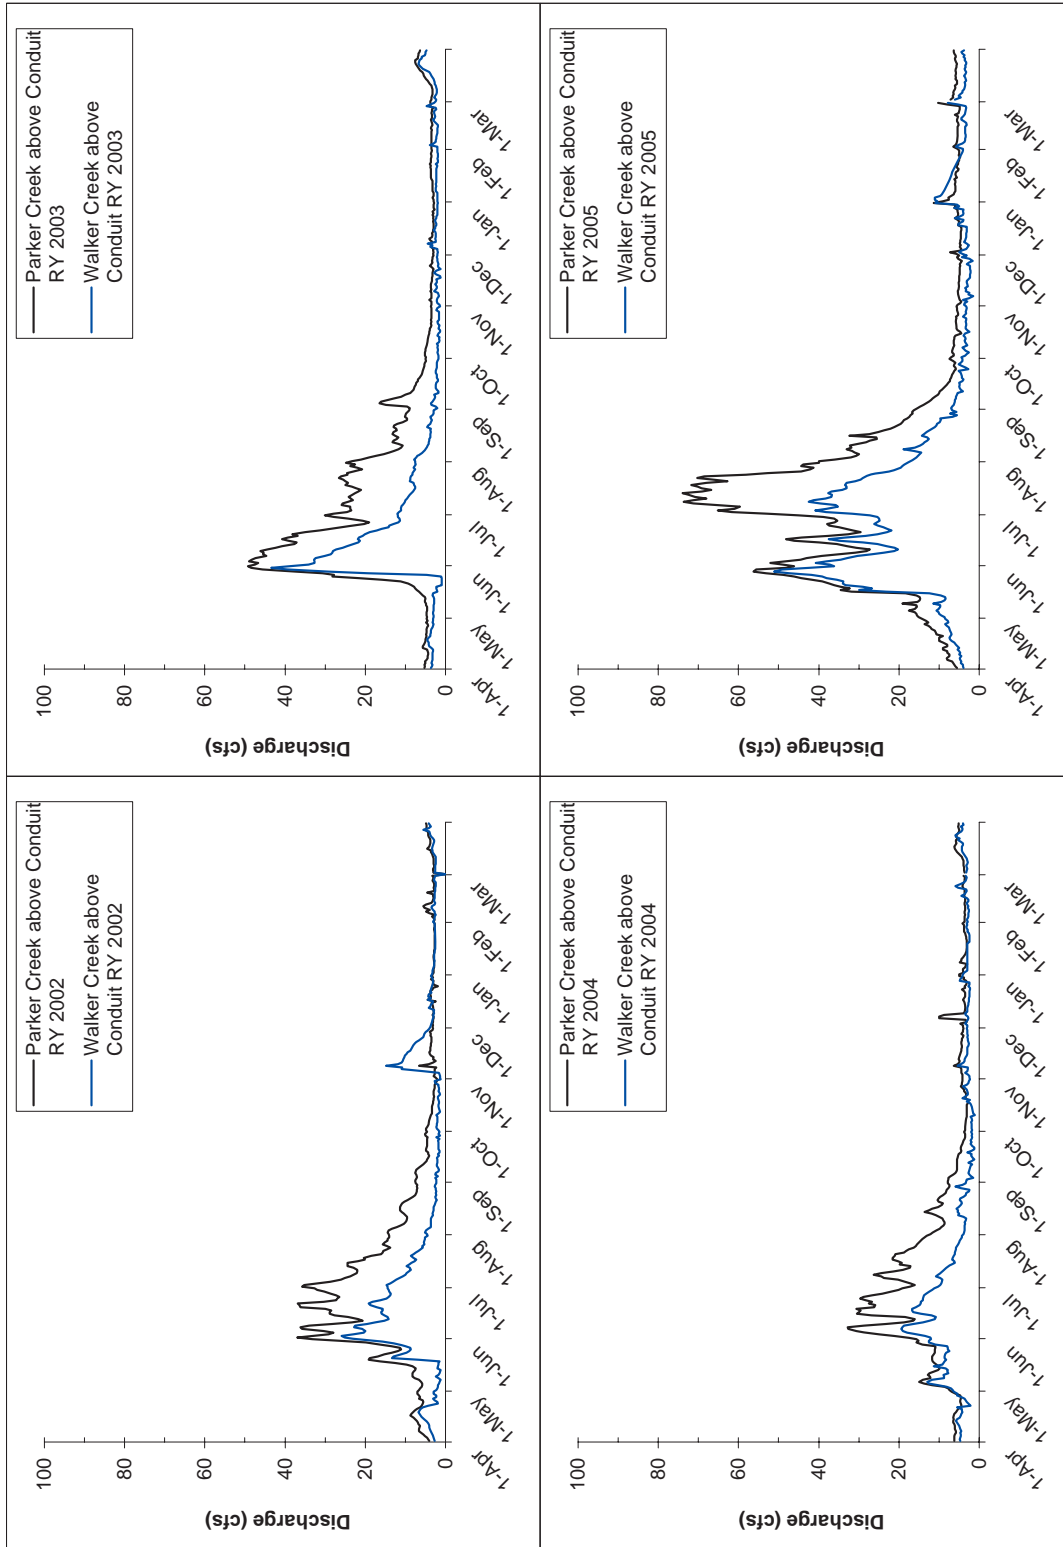 Parker Creek above Conduit
RY 2002
Walker Creek above
Conduit RY 2002
Discharge (cfs)
100
80
60
40
20
0
1-Apr
1-May
1-Jun
1-Jul
1-Aug
1-Sep
1-Oct
1-Nov
1-Dec
1-Jan
1-Feb
1-Mar
Parker Creek above Conduit
RY 2003
Walker Creek above
Conduit RY 2003
Discharge (cfs)
100
80
60
40
20
0
1-Apr
1-May
1-Jun
1-Jul
1-Aug
1-Sep
1-Oct
1-Nov
1-Dec
1-Jan
1-Feb
1-Mar
Parker Creek above Conduit
RY 2004
Walker Creek above
Conduit RY 2004
Discharge (cfs)
100
80
60
40
20
0
1-Apr
1-May
1-Jun
1-Jul
1-Aug
1-Sep
1-Oct
1-Nov
1-Dec
1-Jan
1-Feb
1-Mar
Parker Creek above Conduit
RY 2005
Walker Creek above
Conduit RY 2005
Discharge (cfs)
100
80
60
40
20
0
1-Apr
1-May
1-Jun
1-Jul
1-Aug
1-Sep
1-Oct
1-Nov
1-Dec
1-Jan
1-Feb
1-Mar